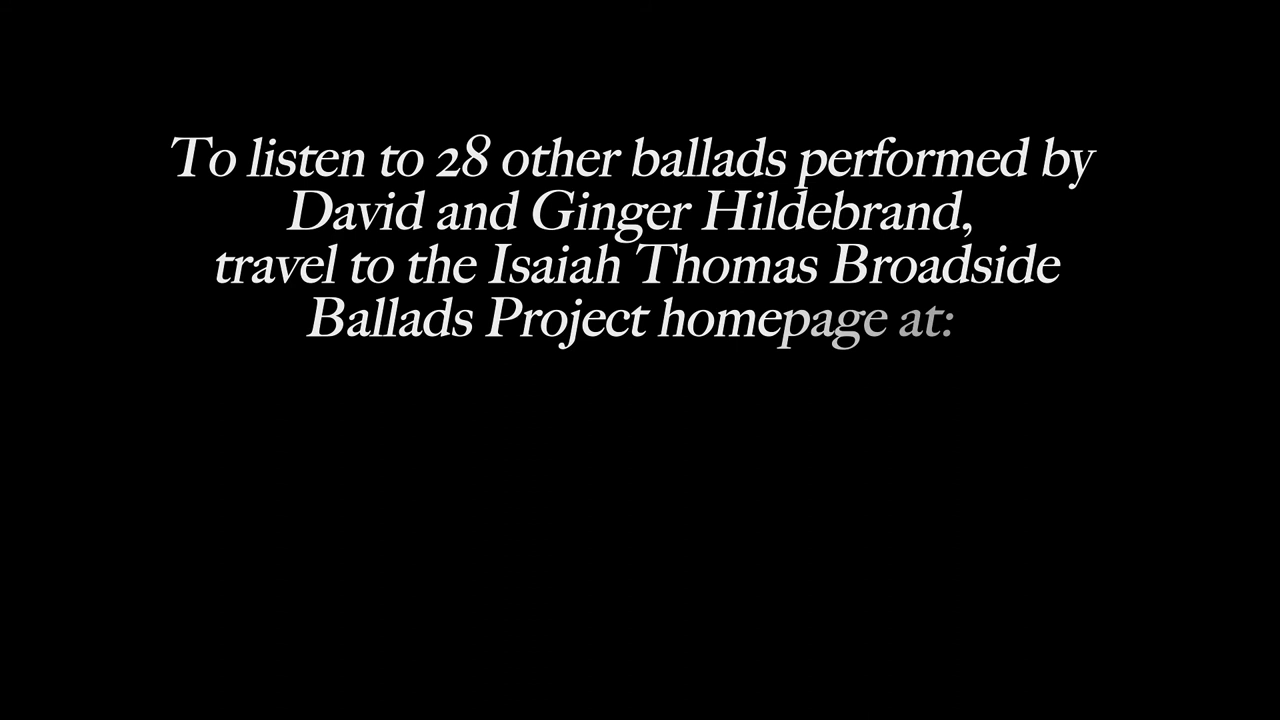 To listen to 28 other ballads performed by
David and Ginger Hildebrand,
travel to the Isaiah Thomas Broadside
Ballads Project homepage at: